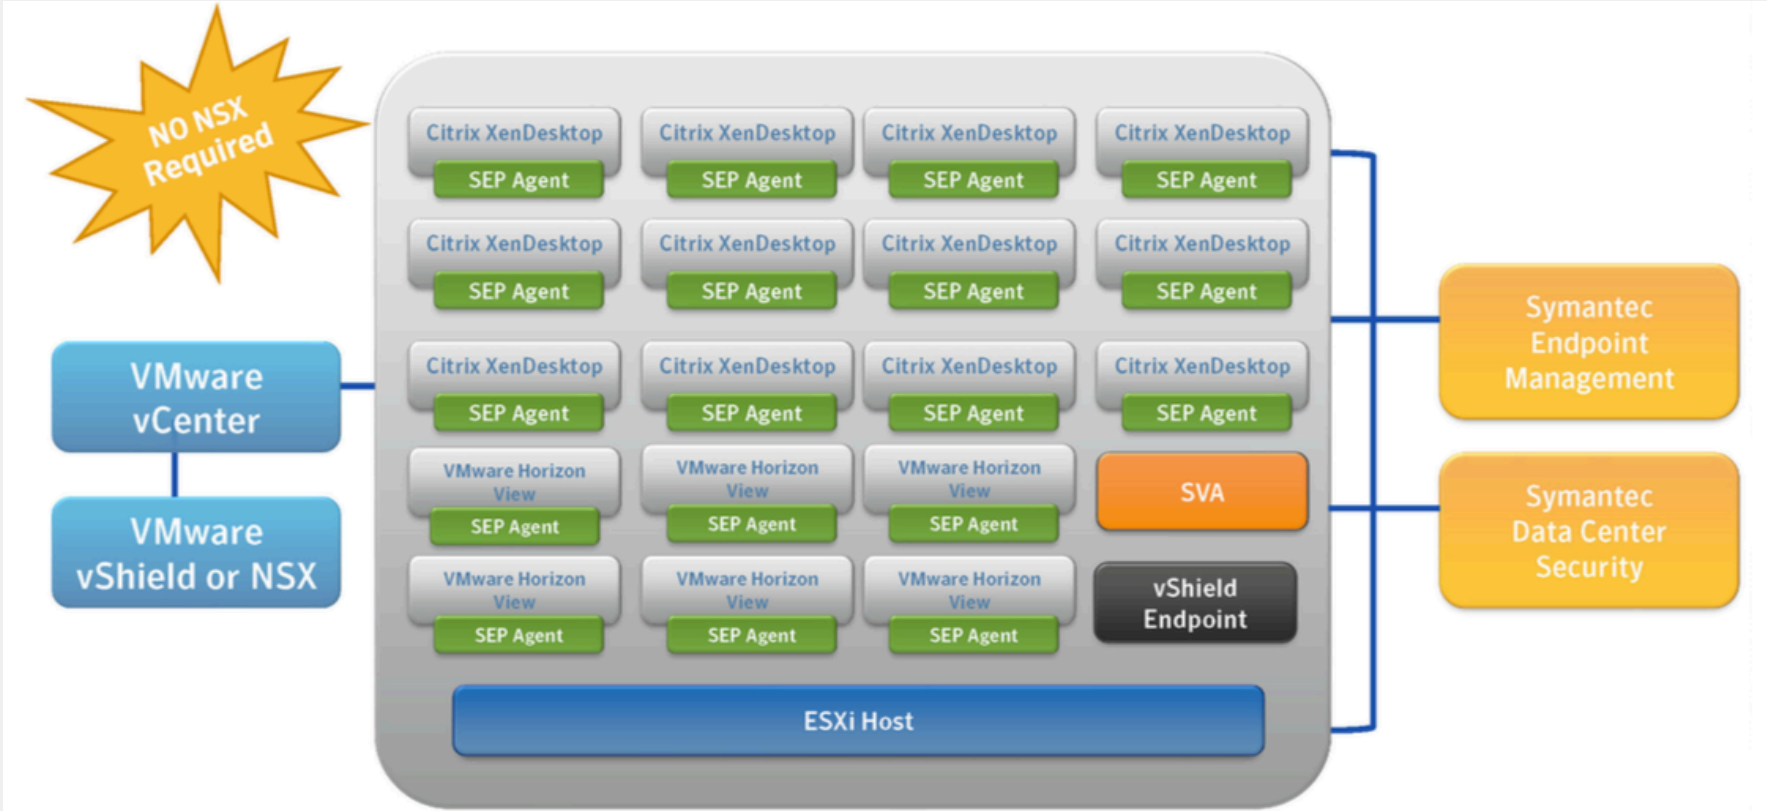 NO NSX
Required
Citrix XenDesktop
SEP Agent
Citrix XenDesktop
SEP Agent
Citrix XenDesktop
SEP Agent
Citrix XenDesktop
SEP Agent
Citrix XenDesktop
SEP Agent
Citrix XenDesktop
SEP Agent
Citrix XenDesktop
SEP Agent
Citrix XenDesktop
SEP Agent
Citrix XenDesktop
SEP Agent
Citrix XenDesktop
SEP Agent
Citrix XenDesktop
SEP Agent
Citrix XenDesktop
SEP Agent
VMware Horizon
View
SEP Agent
VMware Horizon
View
SEP Agent
VMware Horizon
View
SEP Agent
SVA
VMware Horizon
View
SEP Agent
VMware Horizon
View
SEP Agent
VMware Horizon
View
SEP Agent
vShield
Endpoint
ESXi Host
VMware
vCenter
VMware
vShield or NSX
Symantec
Endpoint
Management
Symantec
Data Center
Security